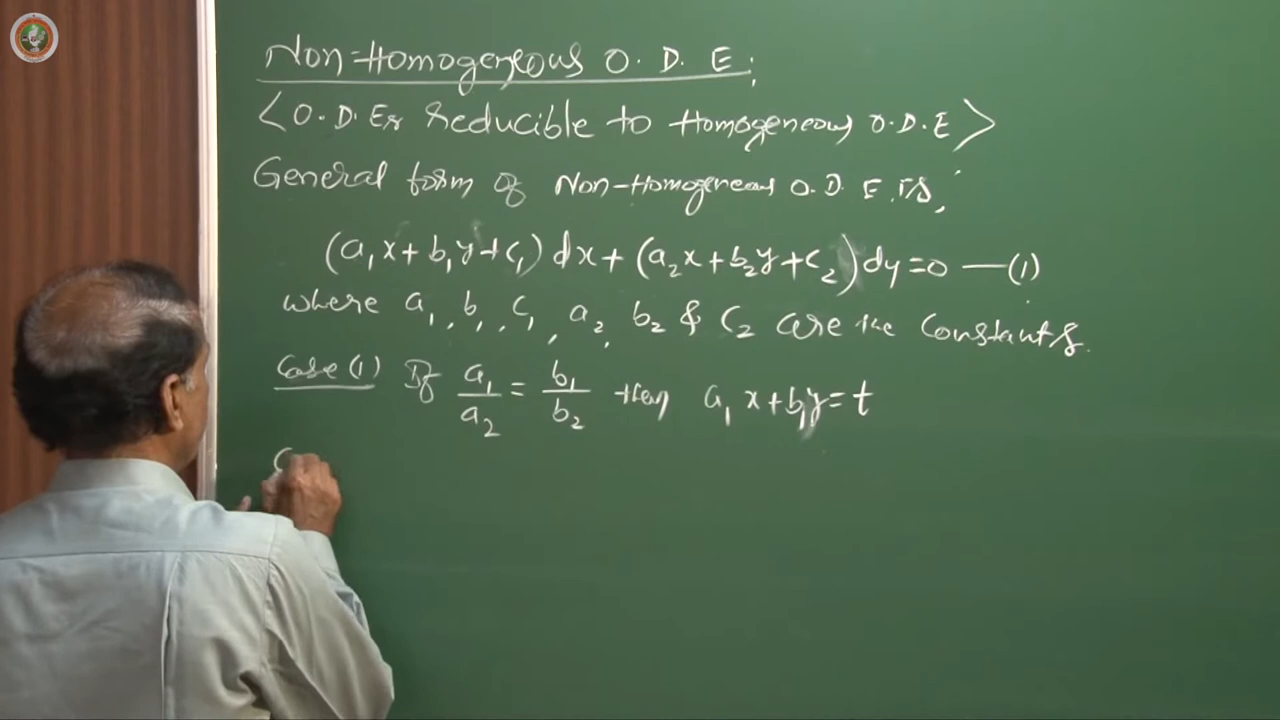 Non-Homogeneous O. D. E:
<O.D.Es reducible to Homogeneous O.D.E>
General form of Non-Homogeneous O. D. E. is,
(a₁x+b₁y+c₁)dx+(a₂x+b₂y+c₂)dy=0 —(1)
where a₁, b₁, c₁, a₂, b₂ & c₂ are the constants.
Case (1) If a₁/a₂ = b₁/b₂ then a₁x+b₁y=t
C